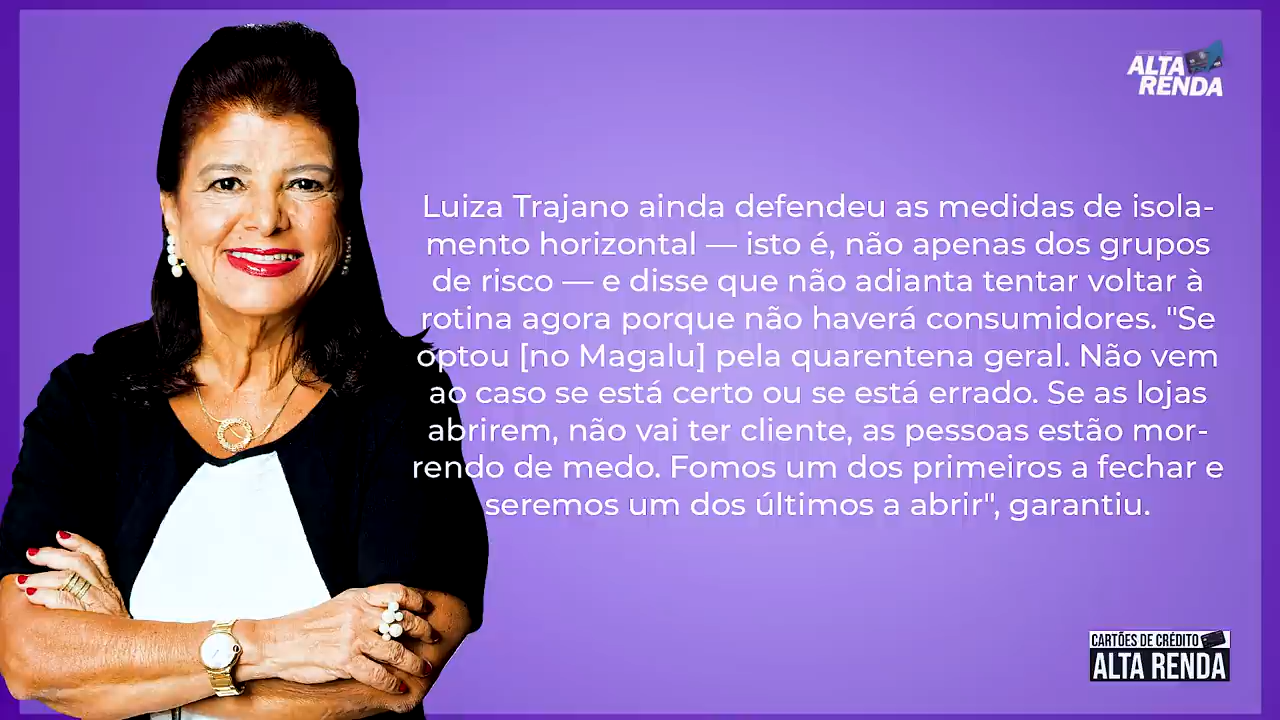 ALTA
RENDA
Luiza Trajano ainda defendeu as medidas de isola-
mento horizontal — isto é, não apenas dos grupos
de risco — e disse que não adianta tentar voltar à
rotina agora porque não haverá consumidores. "Se
optou [no Magalu] pela quarentena geral. Não vem
ao caso se está certo ou se está errado. Se as lojas
abrirem, não vai ter cliente, as pessoas estão mor-
rendo de medo. Fomos um dos primeiros a fechar e
seremos um dos últimos a abrir", garantiu.
CARTÕES DE CRÉDITO
ALTA RENDA